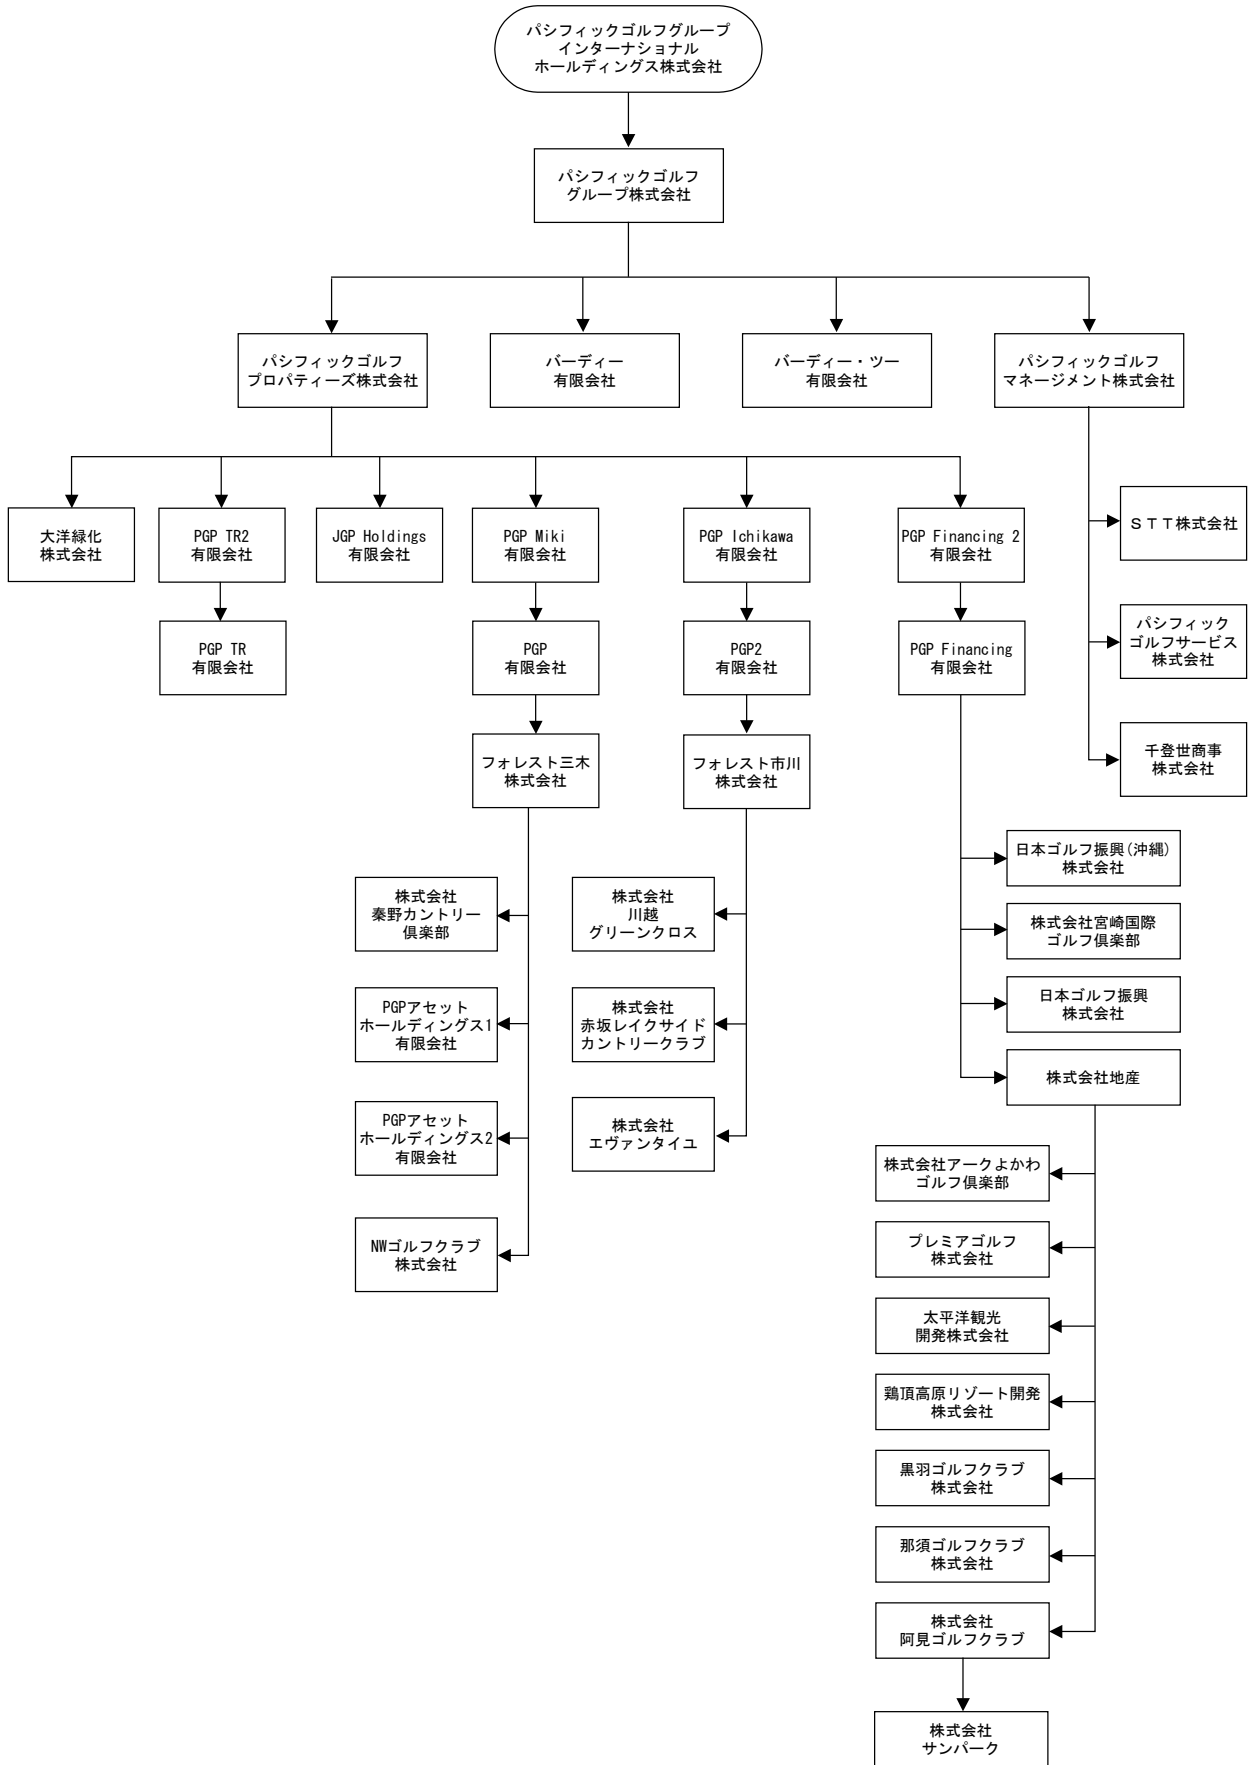 パシフィックゴルフグループ
インターナショナル
ホールディングス株式会社
パシフィックゴルフ
グループ株式会社
パシフィックゴルフ
プロパティーズ株式会社
バーディー
有限会社
バーディー・ツー
有限会社
パシフィックゴルフ
マネージメント株式会社
大洋緑化
株式会社
PGP TR2
有限会社
JGP Holdings
有限会社
PGP Miki
有限会社
PGP Ichikawa
有限会社
PGP Financing 2
有限会社
STT株式会社
PGP TR
有限会社
PGP
有限会社
PGP2
有限会社
PGP Financing
有限会社
パシフィック
ゴルフサービス
株式会社
フォレスト三木
株式会社
フォレスト市川
株式会社
千登世商事
株式会社
株式会社
秦野カントリー
倶楽部
PGPアセット
ホールディングス1
有限会社
PGPアセット
ホールディングス2
有限会社
NWゴルフクラブ
株式会社
株式会社
川越
グリーンクロス
株式会社
赤坂レイクサイド
カントリークラブ
株式会社
エヴァンタイユ
日本ゴルフ振興(沖縄)
株式会社
株式会社宮崎国際
ゴルフ倶楽部
日本ゴルフ振興
株式会社
株式会社地産
株式会社アークよかわ
ゴルフ倶楽部
プレミアゴルフ
株式会社
太平洋観光
開発株式会社
鶏頂高原リゾート開発
株式会社
黒羽ゴルフクラブ
株式会社
那須ゴルフクラブ
株式会社
株式会社
阿見ゴルフクラブ
株式会社
サンパーク